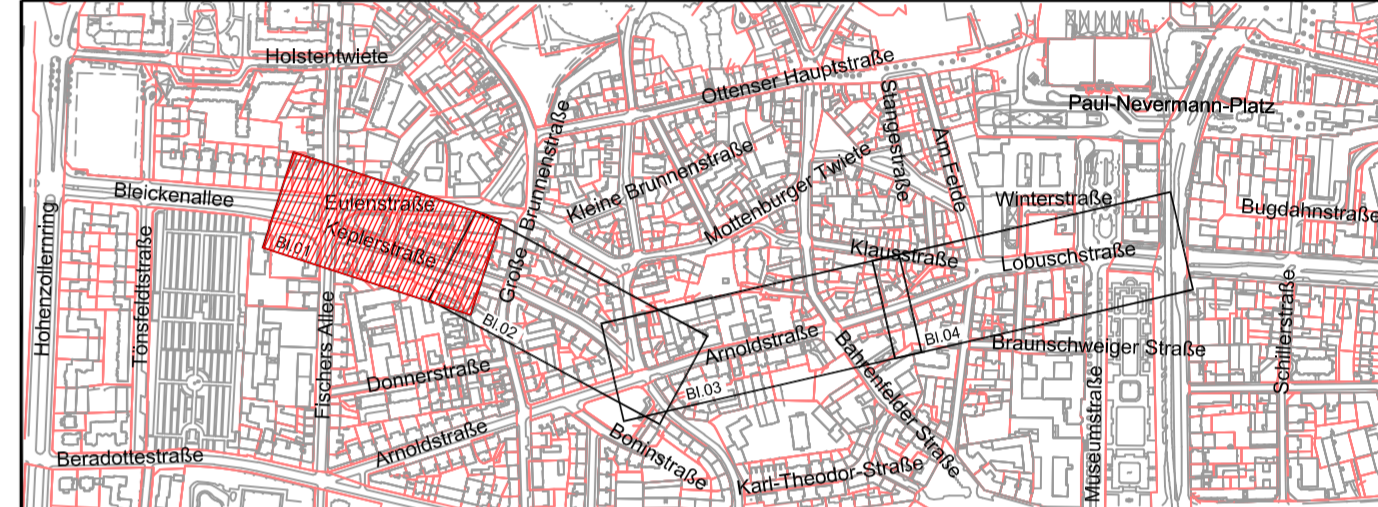 Holstentwiete
Ottenser Hauptstraße
Stangestraße
Paul-Nevermann-Platz
Große Brunnenstraße
Kleine Brunnenstraße
Mottenburger Twiete
Am Felde
Bleickenallee
Eulenstraße
Keplerstraße
Winterstraße
Bugdahnstraße
Hohenzollernring
Tönsfeldtstraße
Bl.01
Klausstraße
Lobuschstraße
Fischers Allee
Bl.02
Arnoldstraße
Bahrenfelder Straße
Bl.04
Braunschweiger Straße
Schillerstraße
Donnerstraße
Bl.03
Museumstraße
Arnoldstraße
Boninstraße
Beradottestraße
Karl-Theodor-Straße